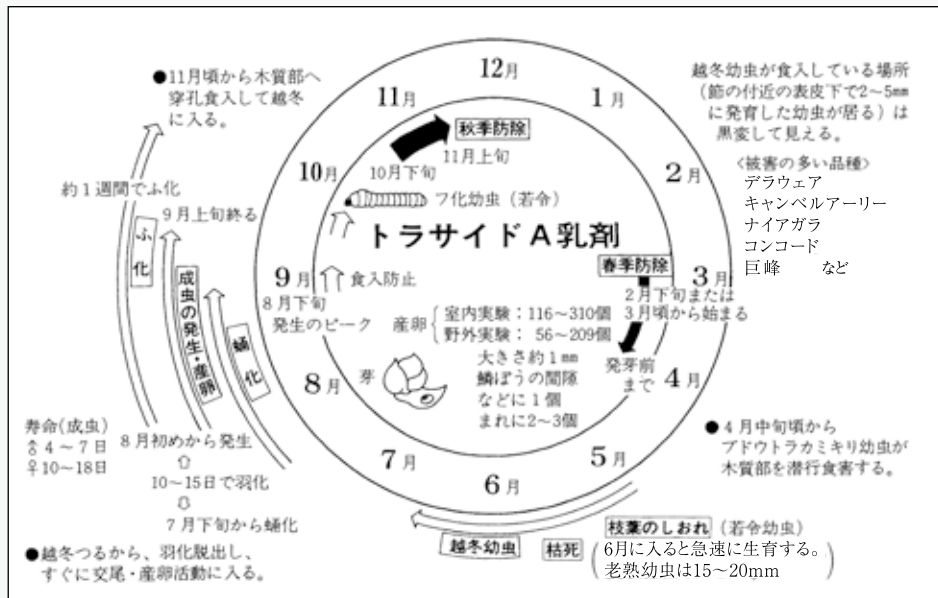 ●11月頃から木質部へ
穿孔食入して越冬
に入る。
12月
1月
2月
3月
4月
5月
6月
7月
8月
9月
10月
11月
越冬幼虫が食入している場所
(節の付近の表皮下で2~5mm
に発育した幼虫が居る)は
黒変して見える。
〈被害の多い品種〉
デラウェア
キャンベルアーリー
ナイアガラ
コンコード
巨峰 など
秋季防除
11月上旬
10月下旬
フ化幼虫(若令)
トラサイドA乳剤
春季防除
2月下旬または
3月頃から始まる
発芽前
まで
食入防止
8月下旬
発生のピーク
産卵
室内実験:116~310個
野外実験: 56~209個
大きさ約1mm
鱗ぼうの間隙
などに1個
まれに2~3個
芽
約1週間でふ化
9月上旬終る
ふ化
成虫の発生・産卵
蛹化
寿命(成虫)
♂4~7日
♀10~18日
8月初めから発生
10~15日で羽化
7月下旬から蛹化
●越冬つるから、羽化脱出し、
すぐに交尾・産卵活動に入る。
●4月中旬頃から
ブドウトラカミキリ幼虫が
木質部を潜行食害する。
越冬幼虫
枯死
枝葉のしおれ(若令幼虫)
(6月に入ると急速に生育する。
老熟幼虫は15~20mm)